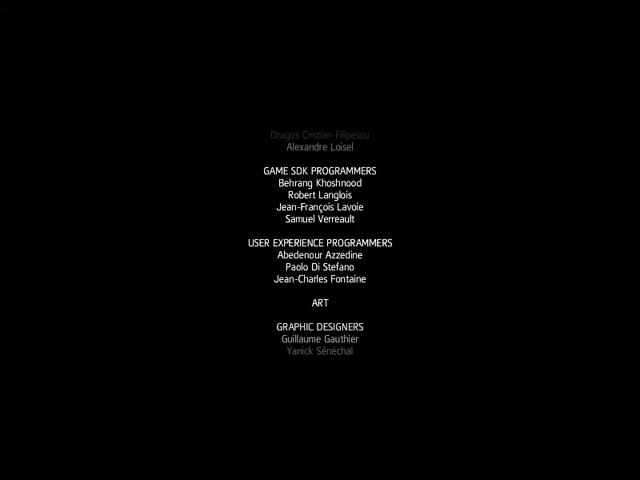 Dragos Cristian Filipescu
Alexandre Loisel
GAME SDK PROGRAMMERS
Behrang Khoshnood
Robert Langlois
Jean-François Lavoie
Samuel Verreault
USER EXPERIENCE PROGRAMMERS
Abedenour Azzedine
Paolo Di Stefano
Jean-Charles Fontaine
ART
GRAPHIC DESIGNERS
Guillaume Gauthier
Yanick Sénéchal